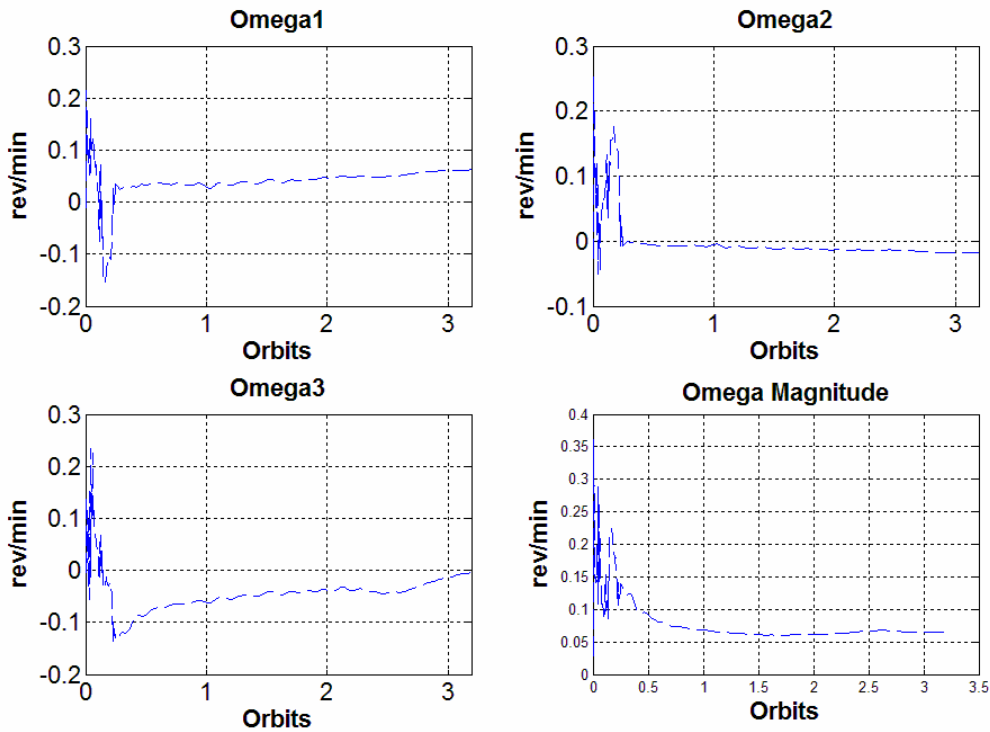 Omega1
0.3
0.2
0.1
0
-0.1
-0.2
rev/min
0 1 2 3
Orbits
Omega2
0.3
0.2
0.1
0
-0.1
rev/min
0 1 2 3
Orbits
Omega3
0.3
0.2
0.1
0
-0.1
-0.2
rev/min
0 1 2 3
Orbits
Omega Magnitude
0.4
0.35
0.3
0.25
0.2
0.15
0.1
0.05
0
rev/min
0 0.5 1 1.5 2 2.5 3 3.5
Orbits